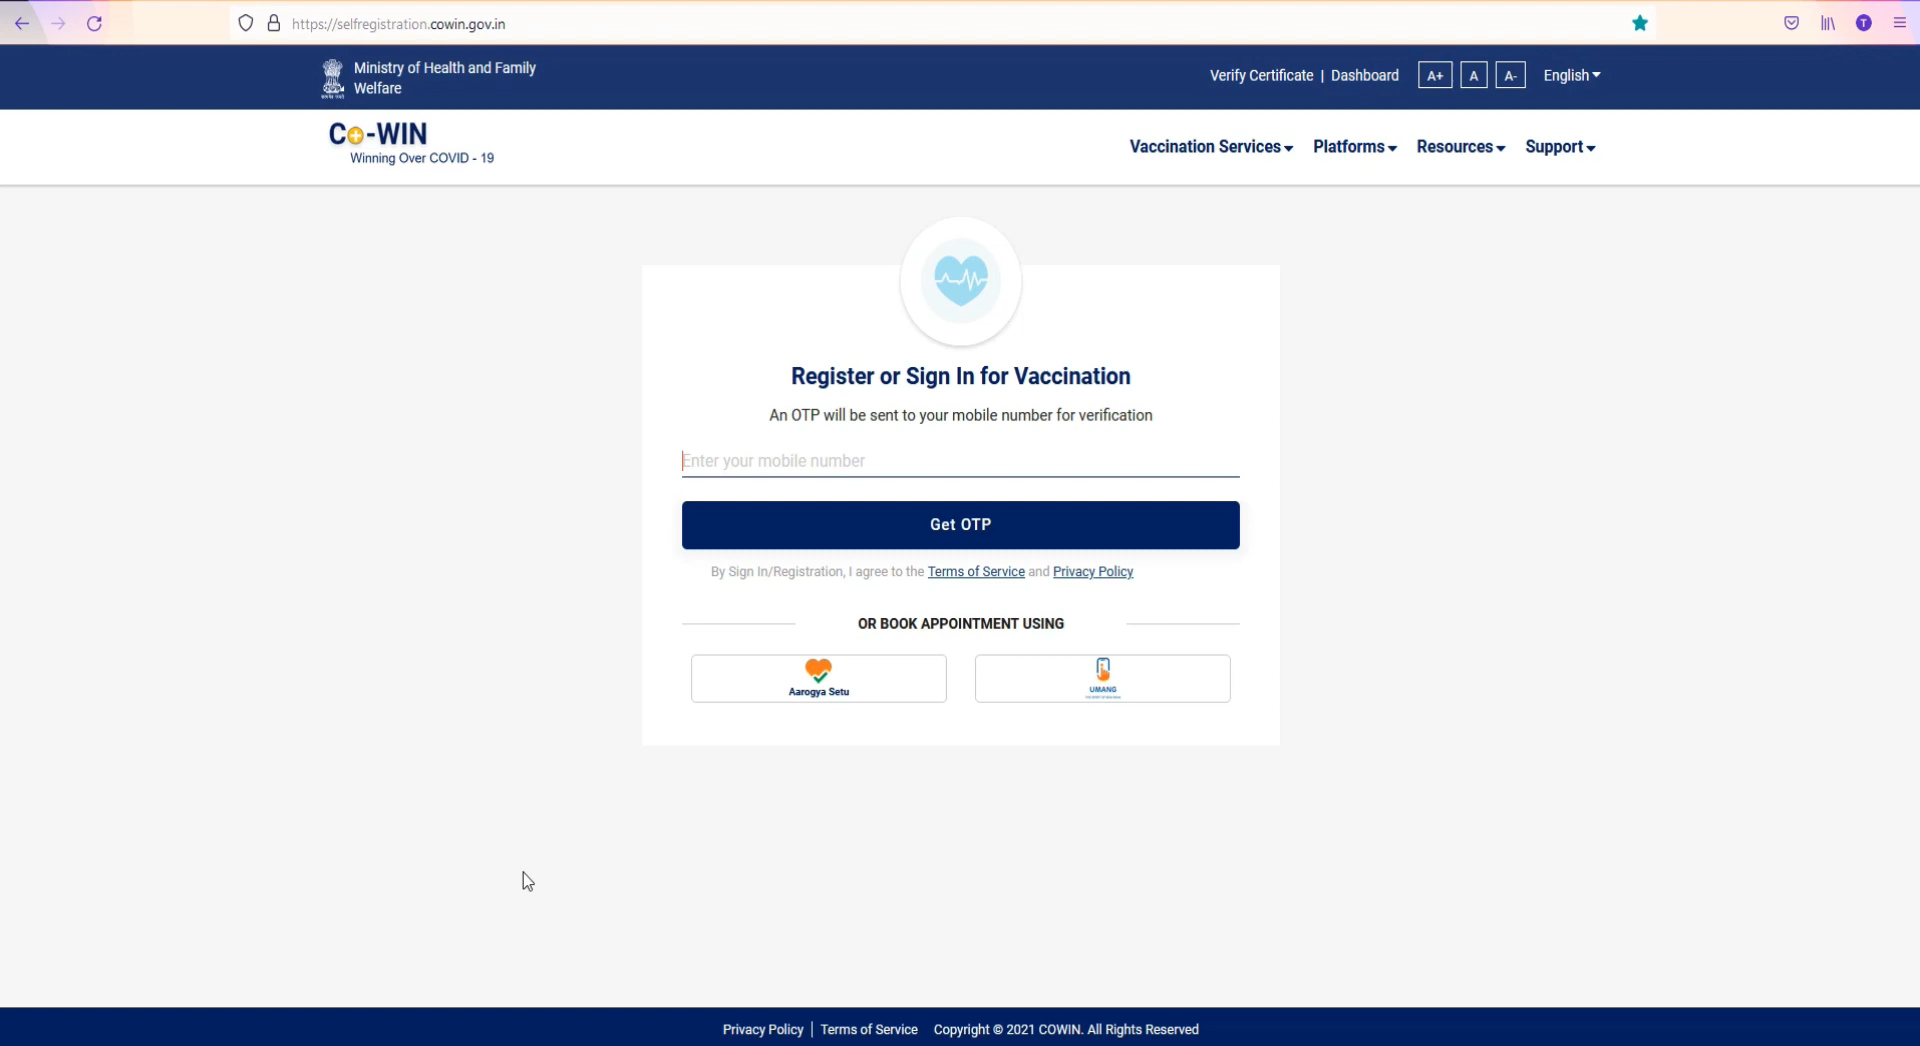 https://selfregistration.cowin.gov.in
T
Ministry of Health and Family
Welfare
Verify Certificate | Dashboard A+ A A- English
Co-WIN
Winning Over COVID - 19
Vaccination Services Platforms Resources Support
Register or Sign In for Vaccination
An OTP will be sent to your mobile number for verification
Enter your mobile number
Get OTP
By Sign In/Registration, I agree to the Terms of Service and Privacy Policy
OR BOOK APPOINTMENT USING
Aarogya Setu
UMANG
Privacy Policy | Terms of Service Copyright © 2021 COWIN. All Rights Reserved